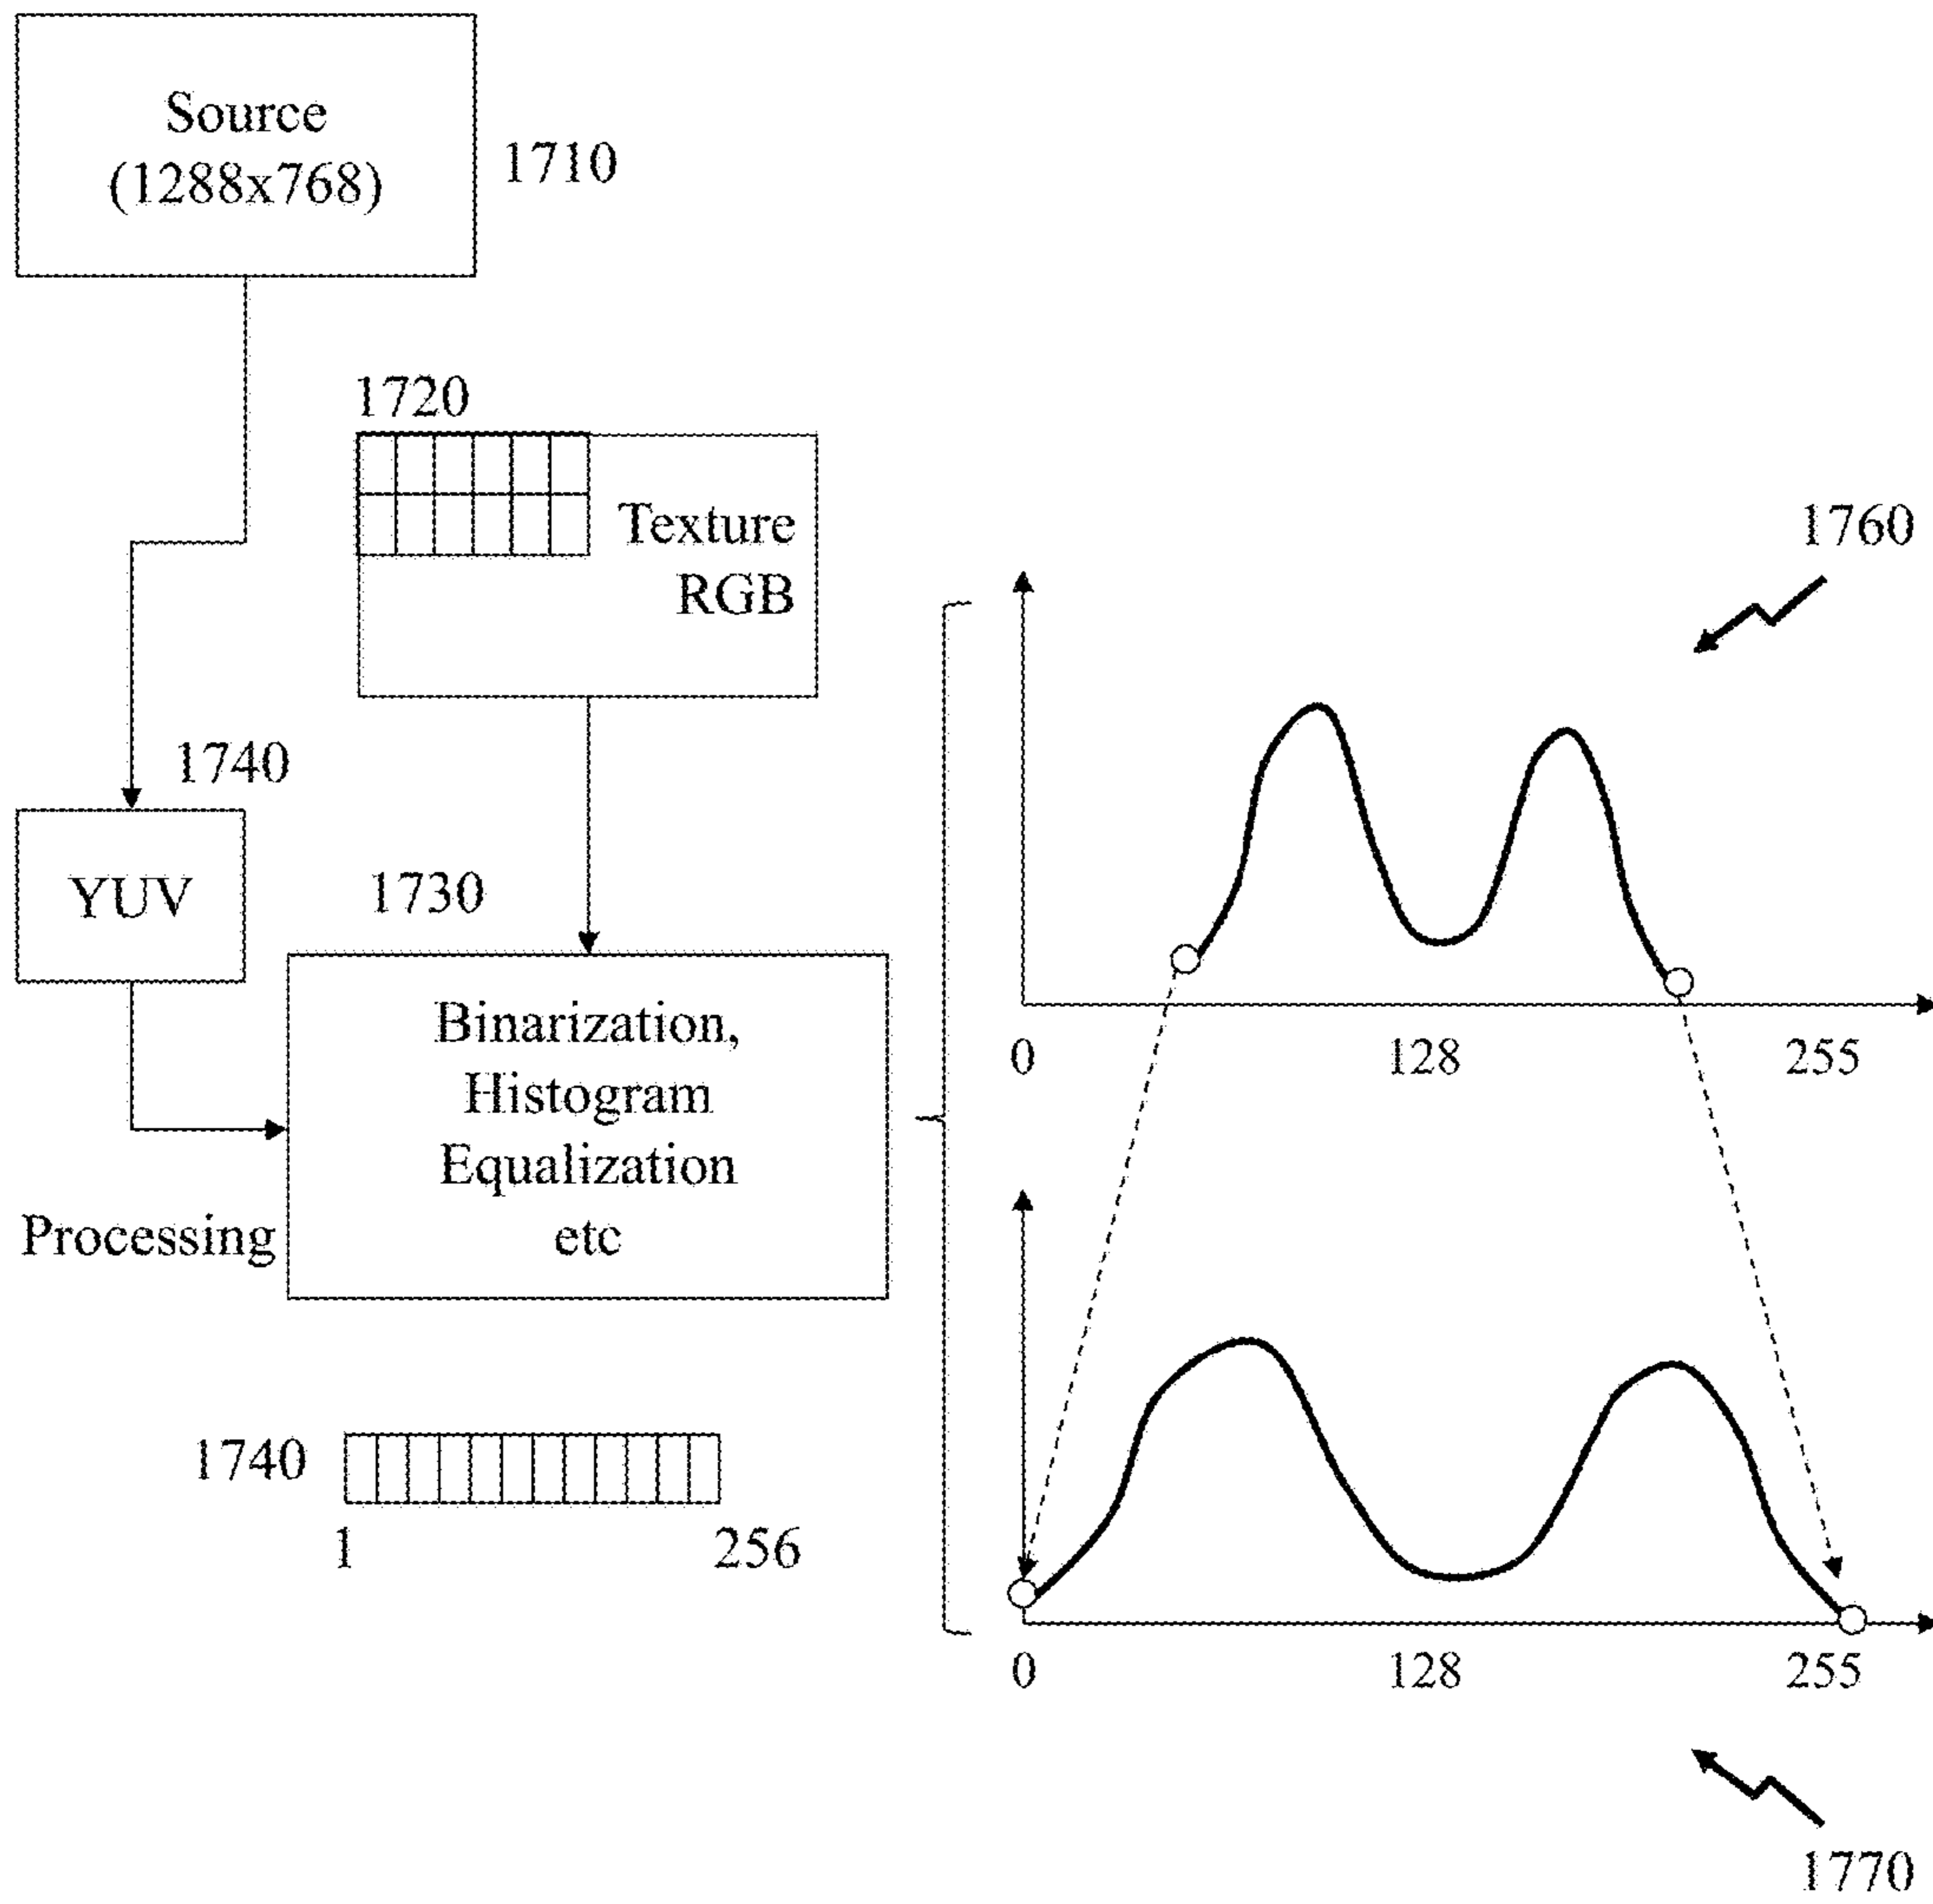 Source
(1288x768)
1710
1720
Texture
RGB
1760
1740
YUV
1730
Binarization,
Histogram
Equalization
etc
Processing
0 128 255
1740
1 256
0 128 255
1770